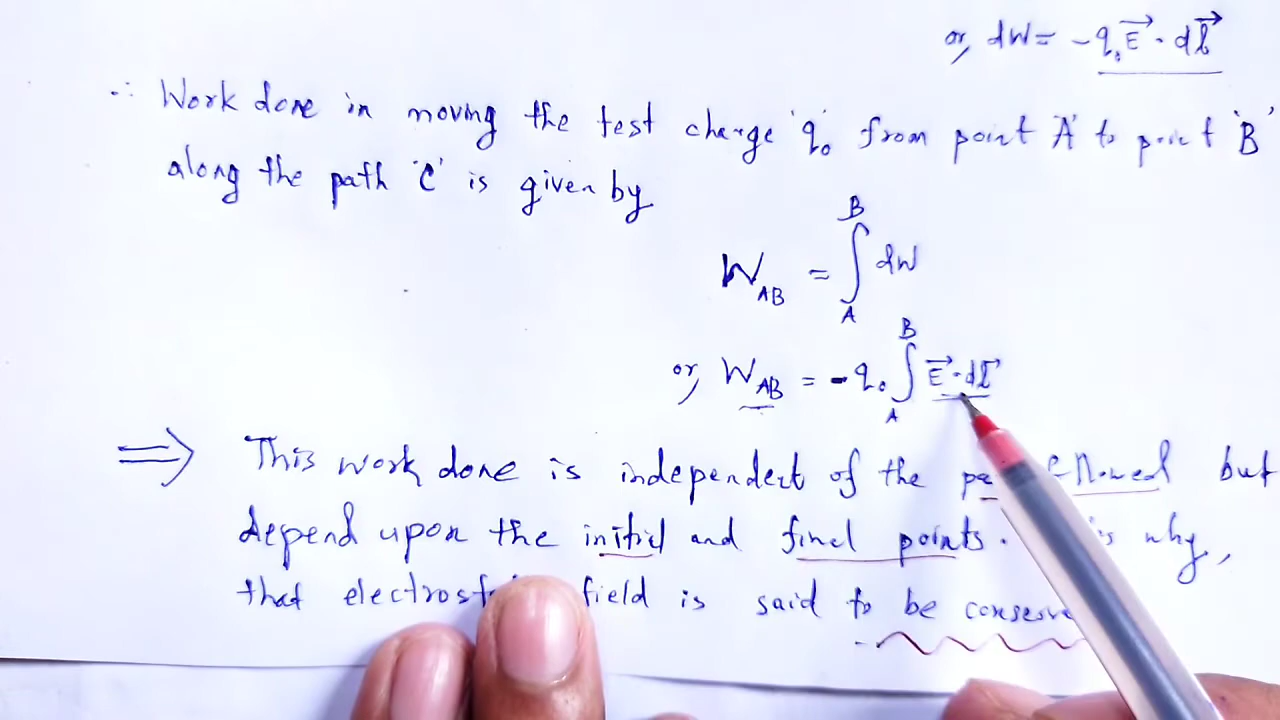 or, dW = -q₀E⃗ · dl⃗
∴ Work done in moving the test charge 'q₀' from point 'A' to point 'B'
along the path 'C' is given by
W_AB = ∫_A^B dW
or, W_AB = -q₀ ∫_A^B E⃗ · dl⃗
⇒ This work done is independent of the but
depend upon the initial and final points. why,
that field is said to be